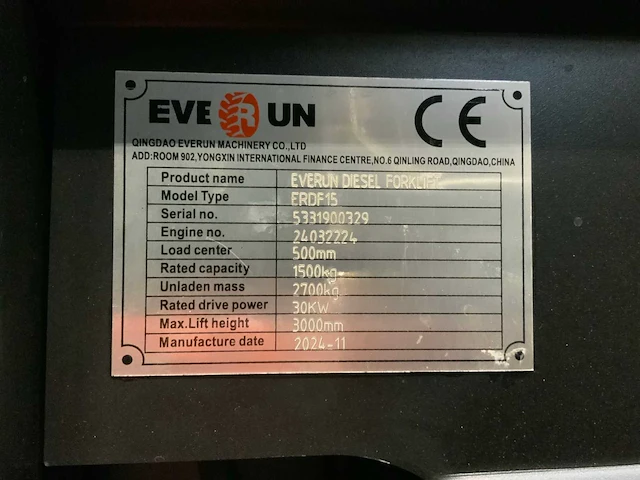 EVERUN
CE
QINGDAO EVERUN MACHINERY CO.,LTD
ADD:ROOM 902,YONGXIN INTERNATIONAL FINANCE CENTRE,NO.6 QINLING ROAD,QINGDAO,CHINA
Product name EVERUN DIESEL FORKLIFT
Model Type ERDF15
Serial no. 5331900329
Engine no. 24032224
Load center 500mm
Rated capacity 1500kg
Unladen mass 2700kg
Rated drive power 30KW
Max.Lift height 3000mm
Manufacture date 2024-11